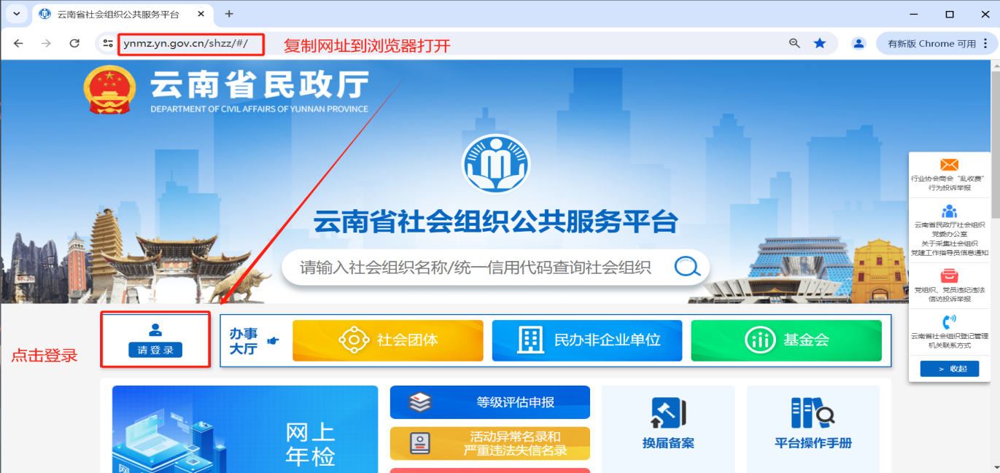 云南省社会组织公共服务平台
ynmz.yn.gov.cn/shzz/#/
复制网址到浏览器打开
有新版 Chrome 可用
云南省民政厅
DEPARTMENT OF CIVIL AFFAIRS OF YUNNAN PROVINCE
云南省社会组织公共服务平台
请输入社会组织名称/统一信用代码查询社会组织
行业协会商会“乱收费”
行为投诉举报
云南省民政厅社会组织
党委办公室
关于采集社会组织
党建工作指导员信息通知
党组织、党员违纪违法
信访投诉举报
云南省社会组织登记管理
机关联系方式
> 收起
点击登录
请登录
办事
大厅
社会团体
民办非企业单位
基金会
网上
年检
等级评估申报
活动异常名录和
严重违法失信名录
换届备案
平台操作手册